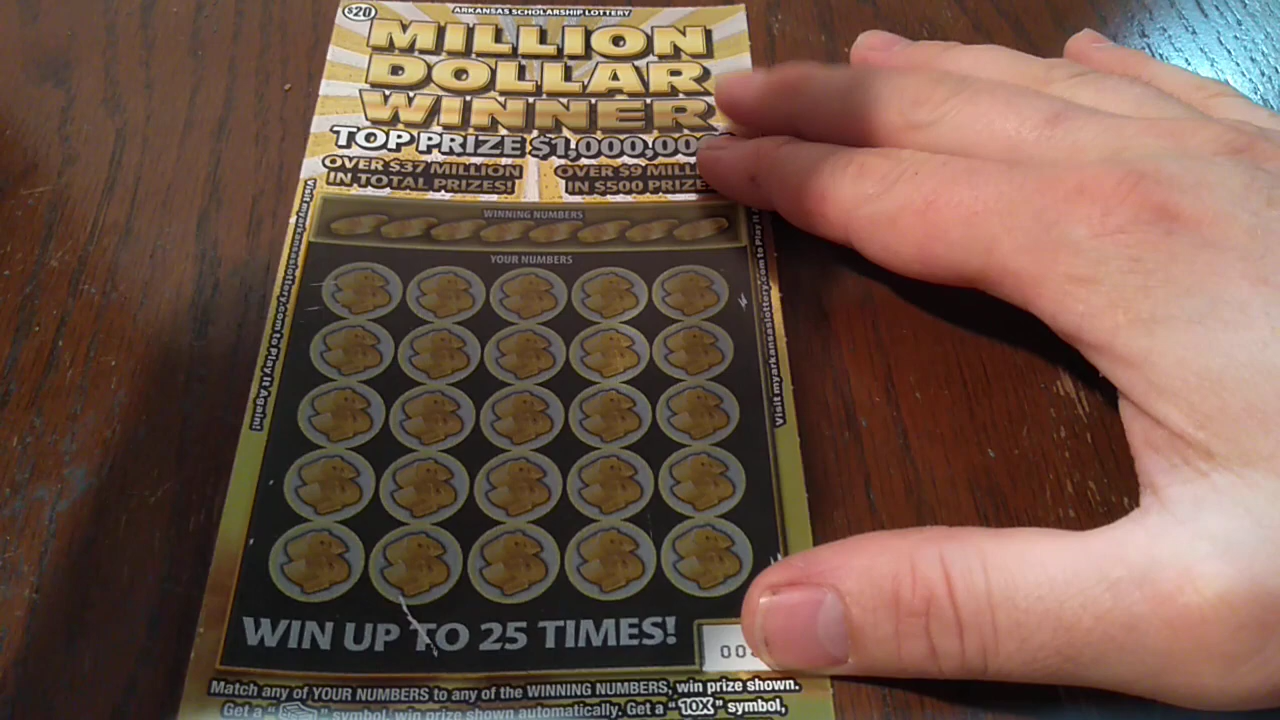 $20
ARKANSAS SCHOLARSHIP LOTTERY
MILLION
DOLLAR
WINNER
TOP PRIZE $1,000,00
OVER $37 MILLION
IN TOTAL PRIZES!
OVER $9 MILL
IN $500 PRIZE
Visit myarkansaslottery.com to Play It Again!
WINNING NUMBERS
YOUR NUMBERS
Visit myarkansaslottery.com to Play It
WIN UP TO 25 TIMES!
00
Match any of YOUR NUMBERS to any of the WINNING NUMBERS, win prize shown.
Get a " " symbol, win prize shown automatically. Get a "10X" symbol,